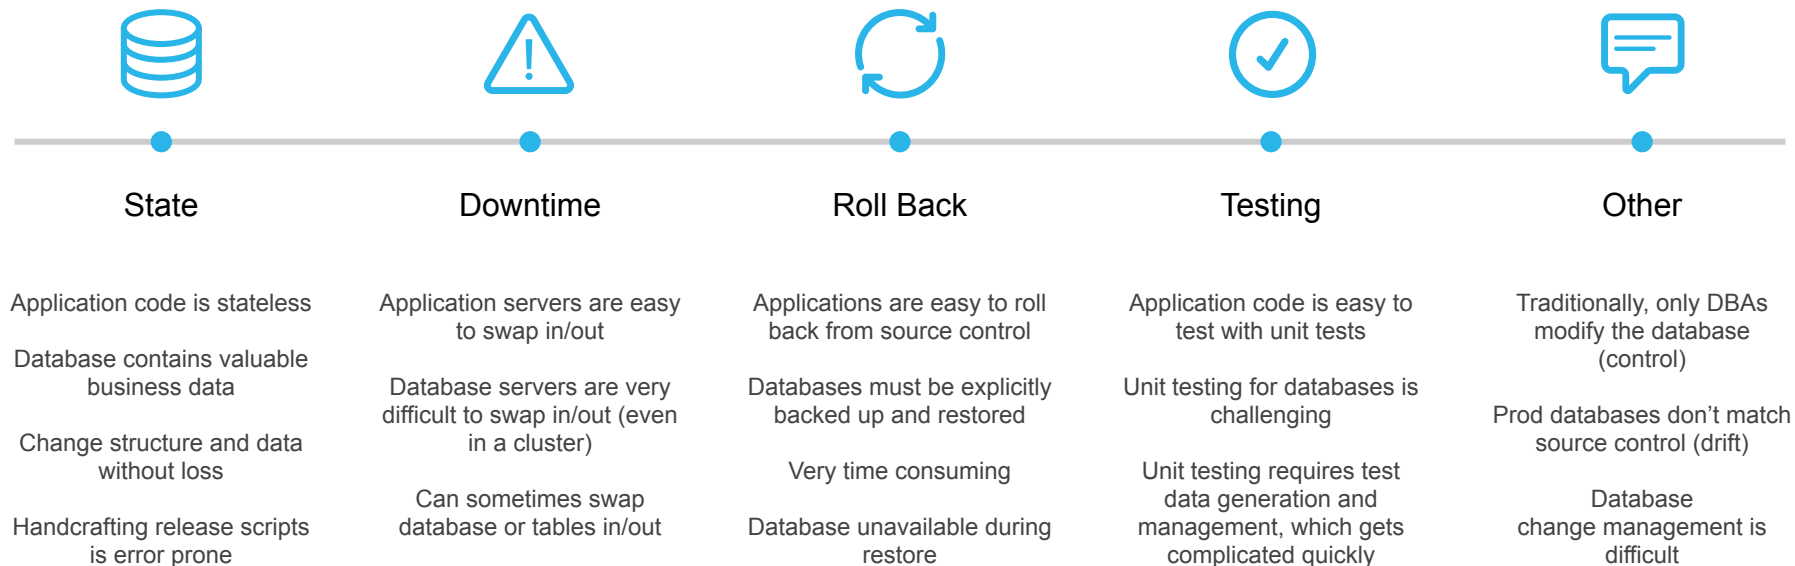 State
Downtime
Roll Back
Testing
Other
Application code is stateless
Database contains valuable
business data
Change structure and data
without loss
Handcrafting release scripts
is error prone
Application servers are easy
to swap in/out
Database servers are very
difficult to swap in/out (even
in a cluster)
Can sometimes swap
database or tables in/out
Applications are easy to roll
back from source control
Databases must be explicitly
backed up and restored
Very time consuming
Database unavailable during
restore
Application code is easy to
test with unit tests
Unit testing for databases is
challenging
Unit testing requires test
data generation and
management, which gets
complicated quickly
Traditionally, only DBAs
modify the database
(control)
Prod databases don’t match
source control (drift)
Database
change management is
difficult